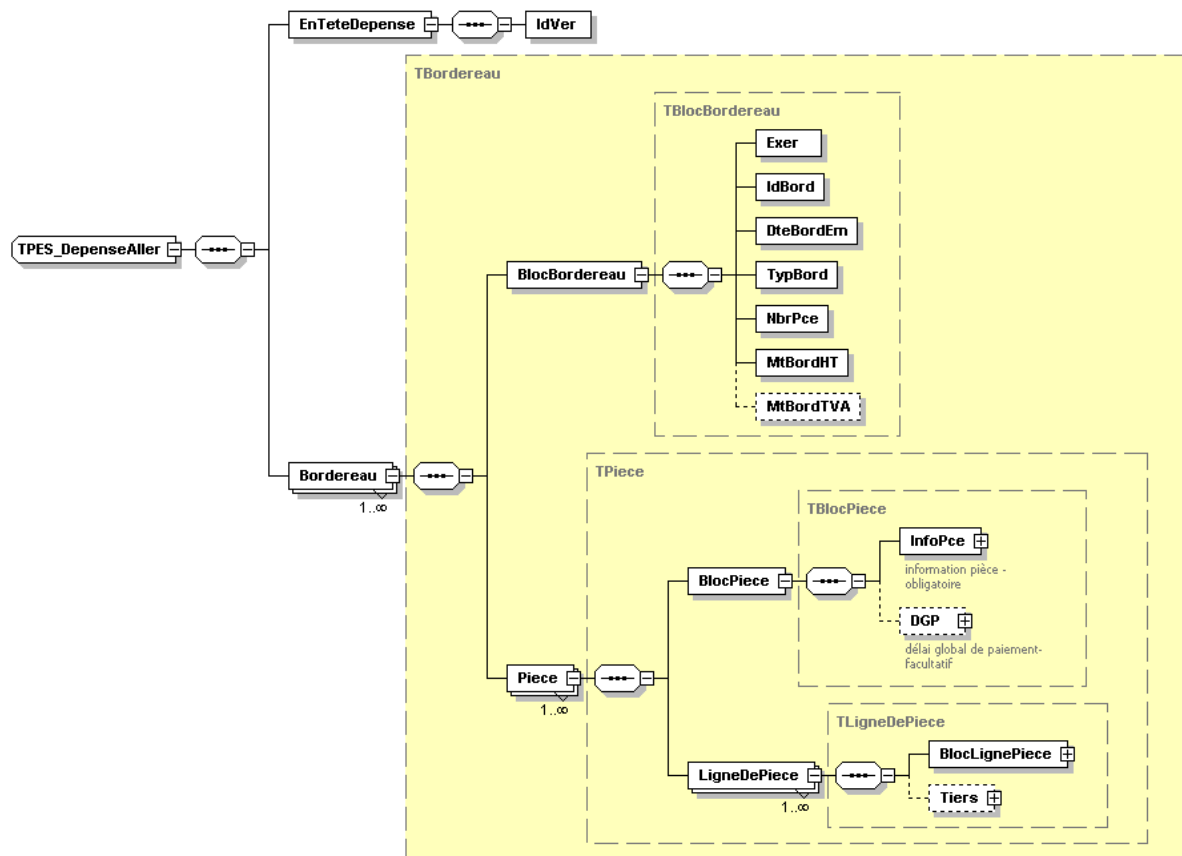 EnTeteDepense
IdVer
TBordereau
TBlocBordereau
Exer
IdBord
DteBordEm
TPES_DepenseAller
BlocBordereau
TypBord
NbrPce
MtBordHT
MtBordTVA
Bordereau
1..∞
TPiece
TBlocPiece
InfoPce
information pièce -
obligatoire
BlocPiece
DGP
délai global de paiement-
facultatif
Piece
1..∞
TLigneDePiece
BlocLignePiece
LigneDePiece
1..∞
Tiers